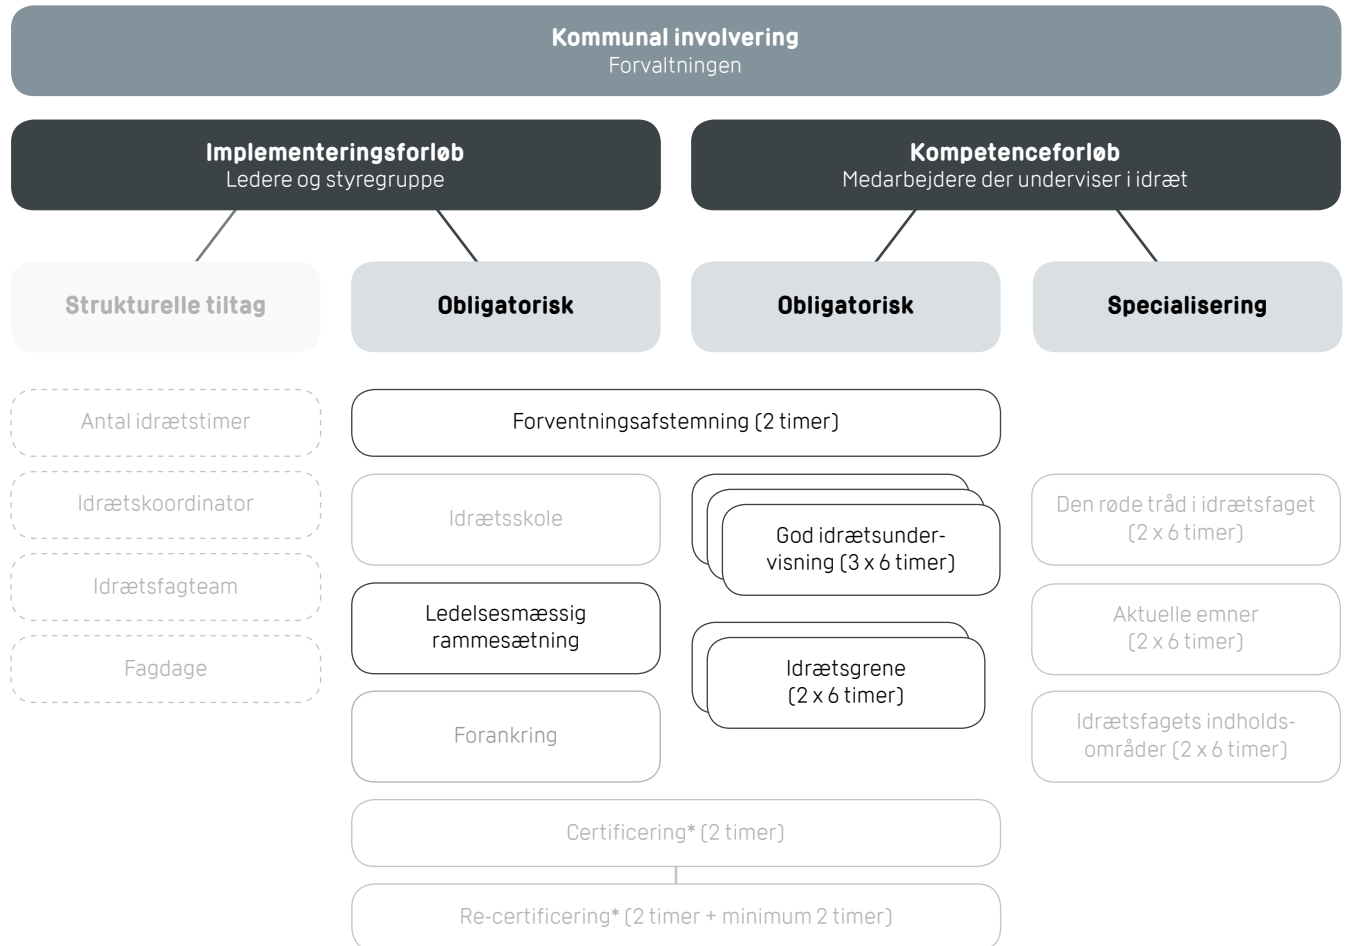 Kommunal involvering
Forvaltningen
Implementeringsforløb
Ledere og styregruppe
Kompetenceforløb
Medarbejdere der underviser i idræt
Strukturelle tiltag
Obligatorisk
Obligatorisk
Specialisering
Antal idrætstimer
Idrætskoordinator
Idrætsfagteam
Fagdage
Forventningsafstemning (2 timer)
Idrætsskole
Ledelsesmæssig
rammesætning
Forankring
God idrætsunder-
visning (3 x 6 timer)
Idrætsgrene
(2 x 6 timer)
Den røde tråd i idrætsfaget
(2 x 6 timer)
Aktuelle emner
(2 x 6 timer)
Idrætsfagets indholds-
områder (2 x 6 timer)
Certificering* (2 timer)
Re-certificering* (2 timer + minimum 2 timer)